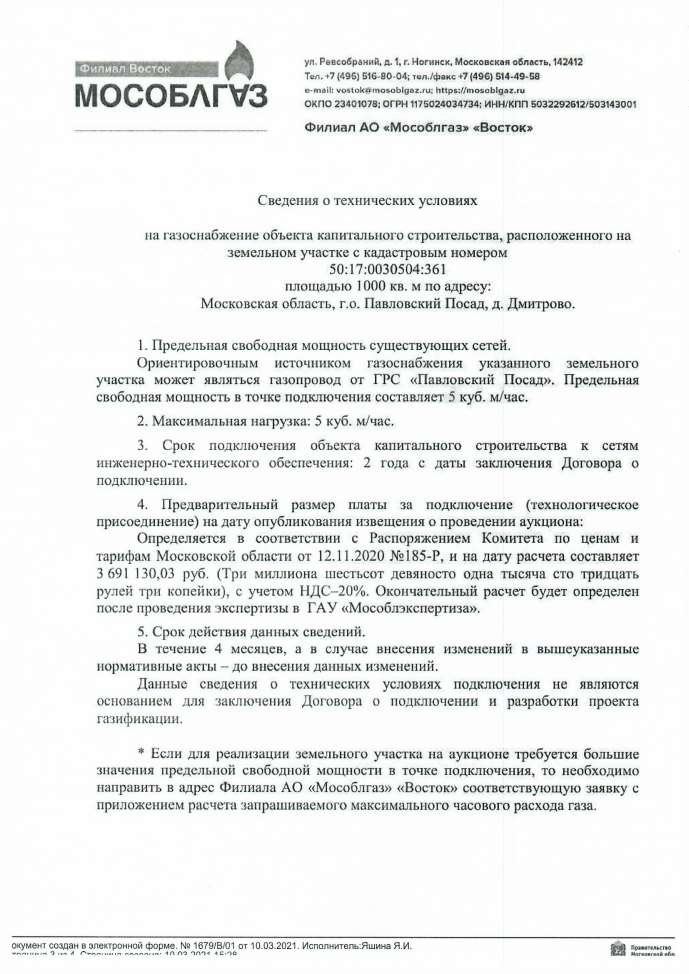 Филиал Восток
МОСОБЛГАЗ
ул. Ревсобраний, д. 1, г. Ногинск, Московская область, 142412
Тел. +7 (496) 516-80-04; тел./факс +7 (496) 514-49-58
e-mail: vostok@mosoblgaz.ru; https://mosoblgaz.ru
ОКПО 23401078; ОГРН 1175024034734; ИНН/КПП 5032292612/503143001
Филиал АО «Мособлгаз» «Восток»
Сведения о технических условиях
на газоснабжение объекта капитального строительства, расположенного на
земельном участке с кадастровым номером
50:17:0030504:361
площадью 1000 кв. м по адресу:
Московская область, г.о. Павловский Посад, д. Дмитрово.
1. Предельная свободная мощность существующих сетей.
Ориентировочным источником газоснабжения указанного земельного
участка может являться газопровод от ГРС «Павловский Посад». Предельная
свободная мощность в точке подключения составляет 5 куб. м/час.
2. Максимальная нагрузка: 5 куб. м/час.
3. Срок подключения объекта капитального строительства к сетям
инженерно-технического обеспечения: 2 года с даты заключения Договора о
подключении.
4. Предварительный размер платы за подключение (технологическое
присоединение) на дату опубликования извещения о проведении аукциона:
Определяется в соответствии с Распоряжением Комитета по ценам и
тарифам Московской области от 12.11.2020 №185-Р, и на дату расчета составляет
3 691 130,03 руб. (Три миллиона шестьсот девяносто одна тысяча сто тридцать
рулей три копейки), с учетом НДС–20%. Окончательный расчет будет определен
после проведения экспертизы в ГАУ «Мособлэкспертиза».
5. Срок действия данных сведений.
В течение 4 месяцев, а в случае внесения изменений в вышеуказанные
нормативные акты – до внесения данных изменений.
Данные сведения о технических условиях подключения не являются
основанием для заключения Договора о подключении и разработки проекта
газификации.
* Если для реализации земельного участка на аукционе требуется большие
значения предельной свободной мощности в точке подключения, то необходимо
направить в адрес Филиала АО «Мособлгаз» «Восток» соответствующую заявку с
приложением расчета запрашиваемого максимального часового расхода газа.
окумент создан в электронной форме. № 1679/В/01 от 10.03.2021. Исполнитель:Яшина Я.И.
Страница создана: 10.03.2021 15:28
Правительство
Московской обл